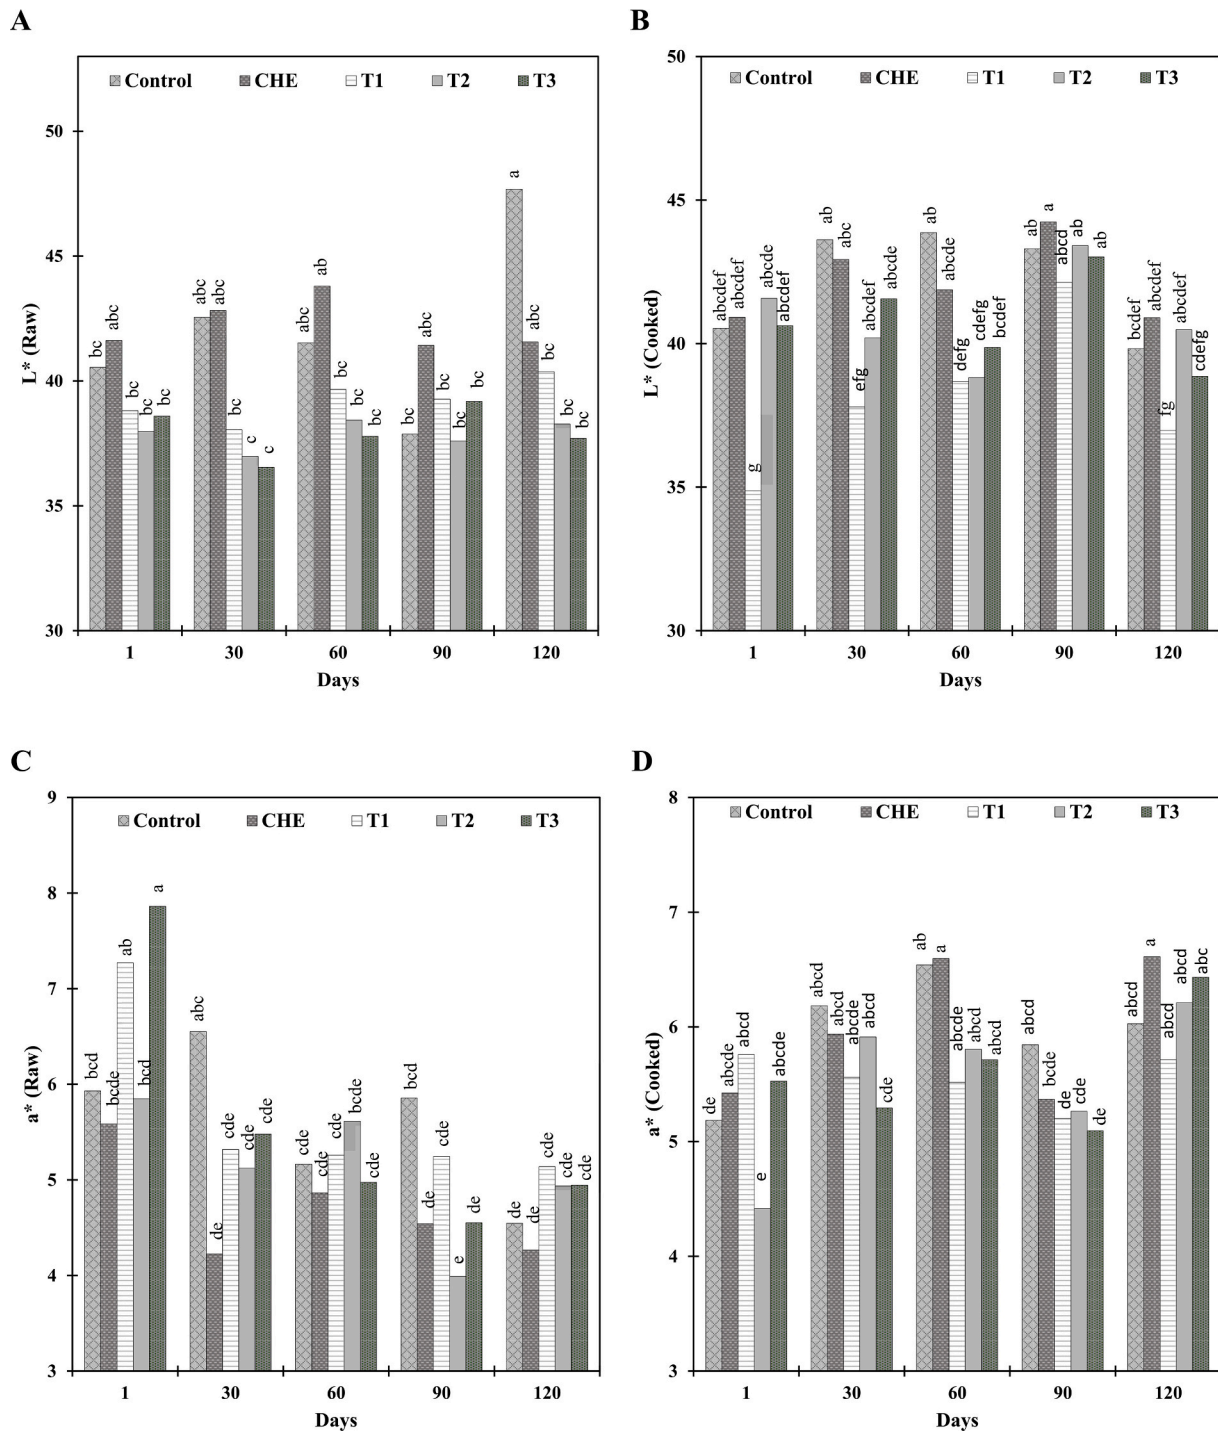 A
Control CHE T1 T2 T3
50
45
40
35
30
L* (Raw)
bc abc bc bc bc
abc abc bc c c
abc ab bc bc bc
bc abc bc bc bc
a abc bc bc bc
1 30 60 90 120
Days
B
Control CHE T1 T2 T3
50
45
40
35
30
L* (Cooked)
abcdef abcdef g abcde abcdef
ab abc efg abcdef abcde
ab abcde defg cdefg bcdef
ab a abcd ab ab
bcdef abcdef fg abcdef cdefg
1 30 60 90 120
Days
C
Control CHE T1 T2 T3
9
8
7
6
5
4
3
a* (Raw)
bcd bcde ab bcd a
abc de cde cde cde
cde cde cde bcde cde
bcd de cde e de
de de cde cde cde
1 30 60 90 120
Days
D
Control CHE T1 T2 T3
8
7
6
5
4
3
a* (Cooked)
de abcde abcd e abcde
abcd abcd abcde abcd cde
ab a abcde abcd abcd
abcd bcde de cde de
abcd a abcd abcd abc
1 30 60 90 120
Days